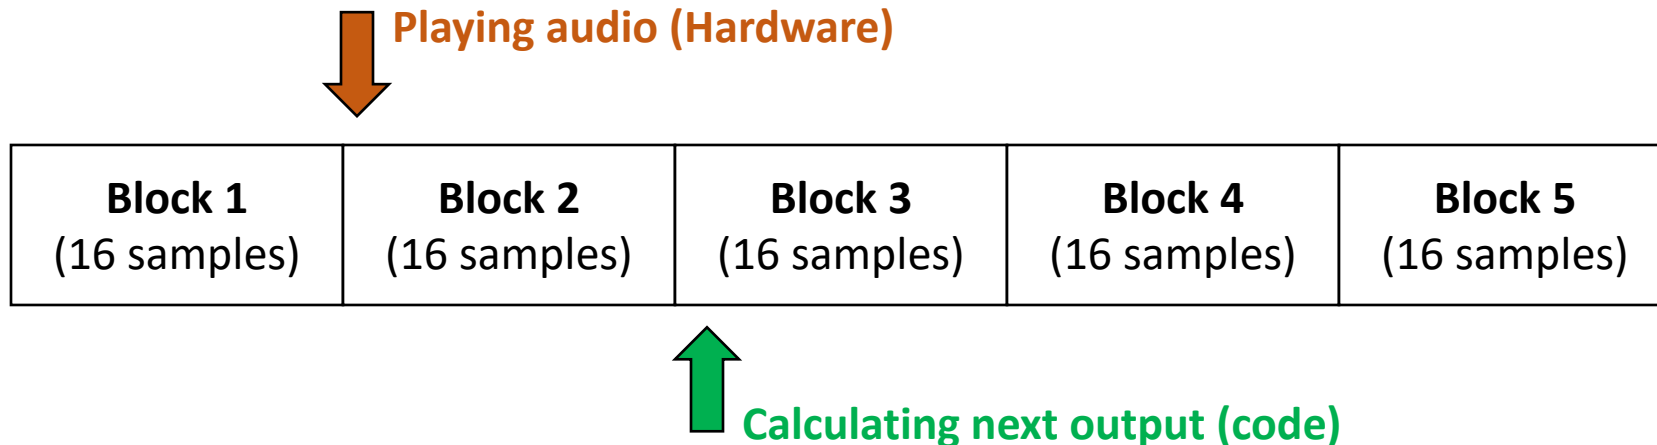 Playing audio (Hardware)
Block 1
(16 samples)
Block 2
(16 samples)
Block 3
(16 samples)
Block 4
(16 samples)
Block 5
(16 samples)
Calculating next output (code)